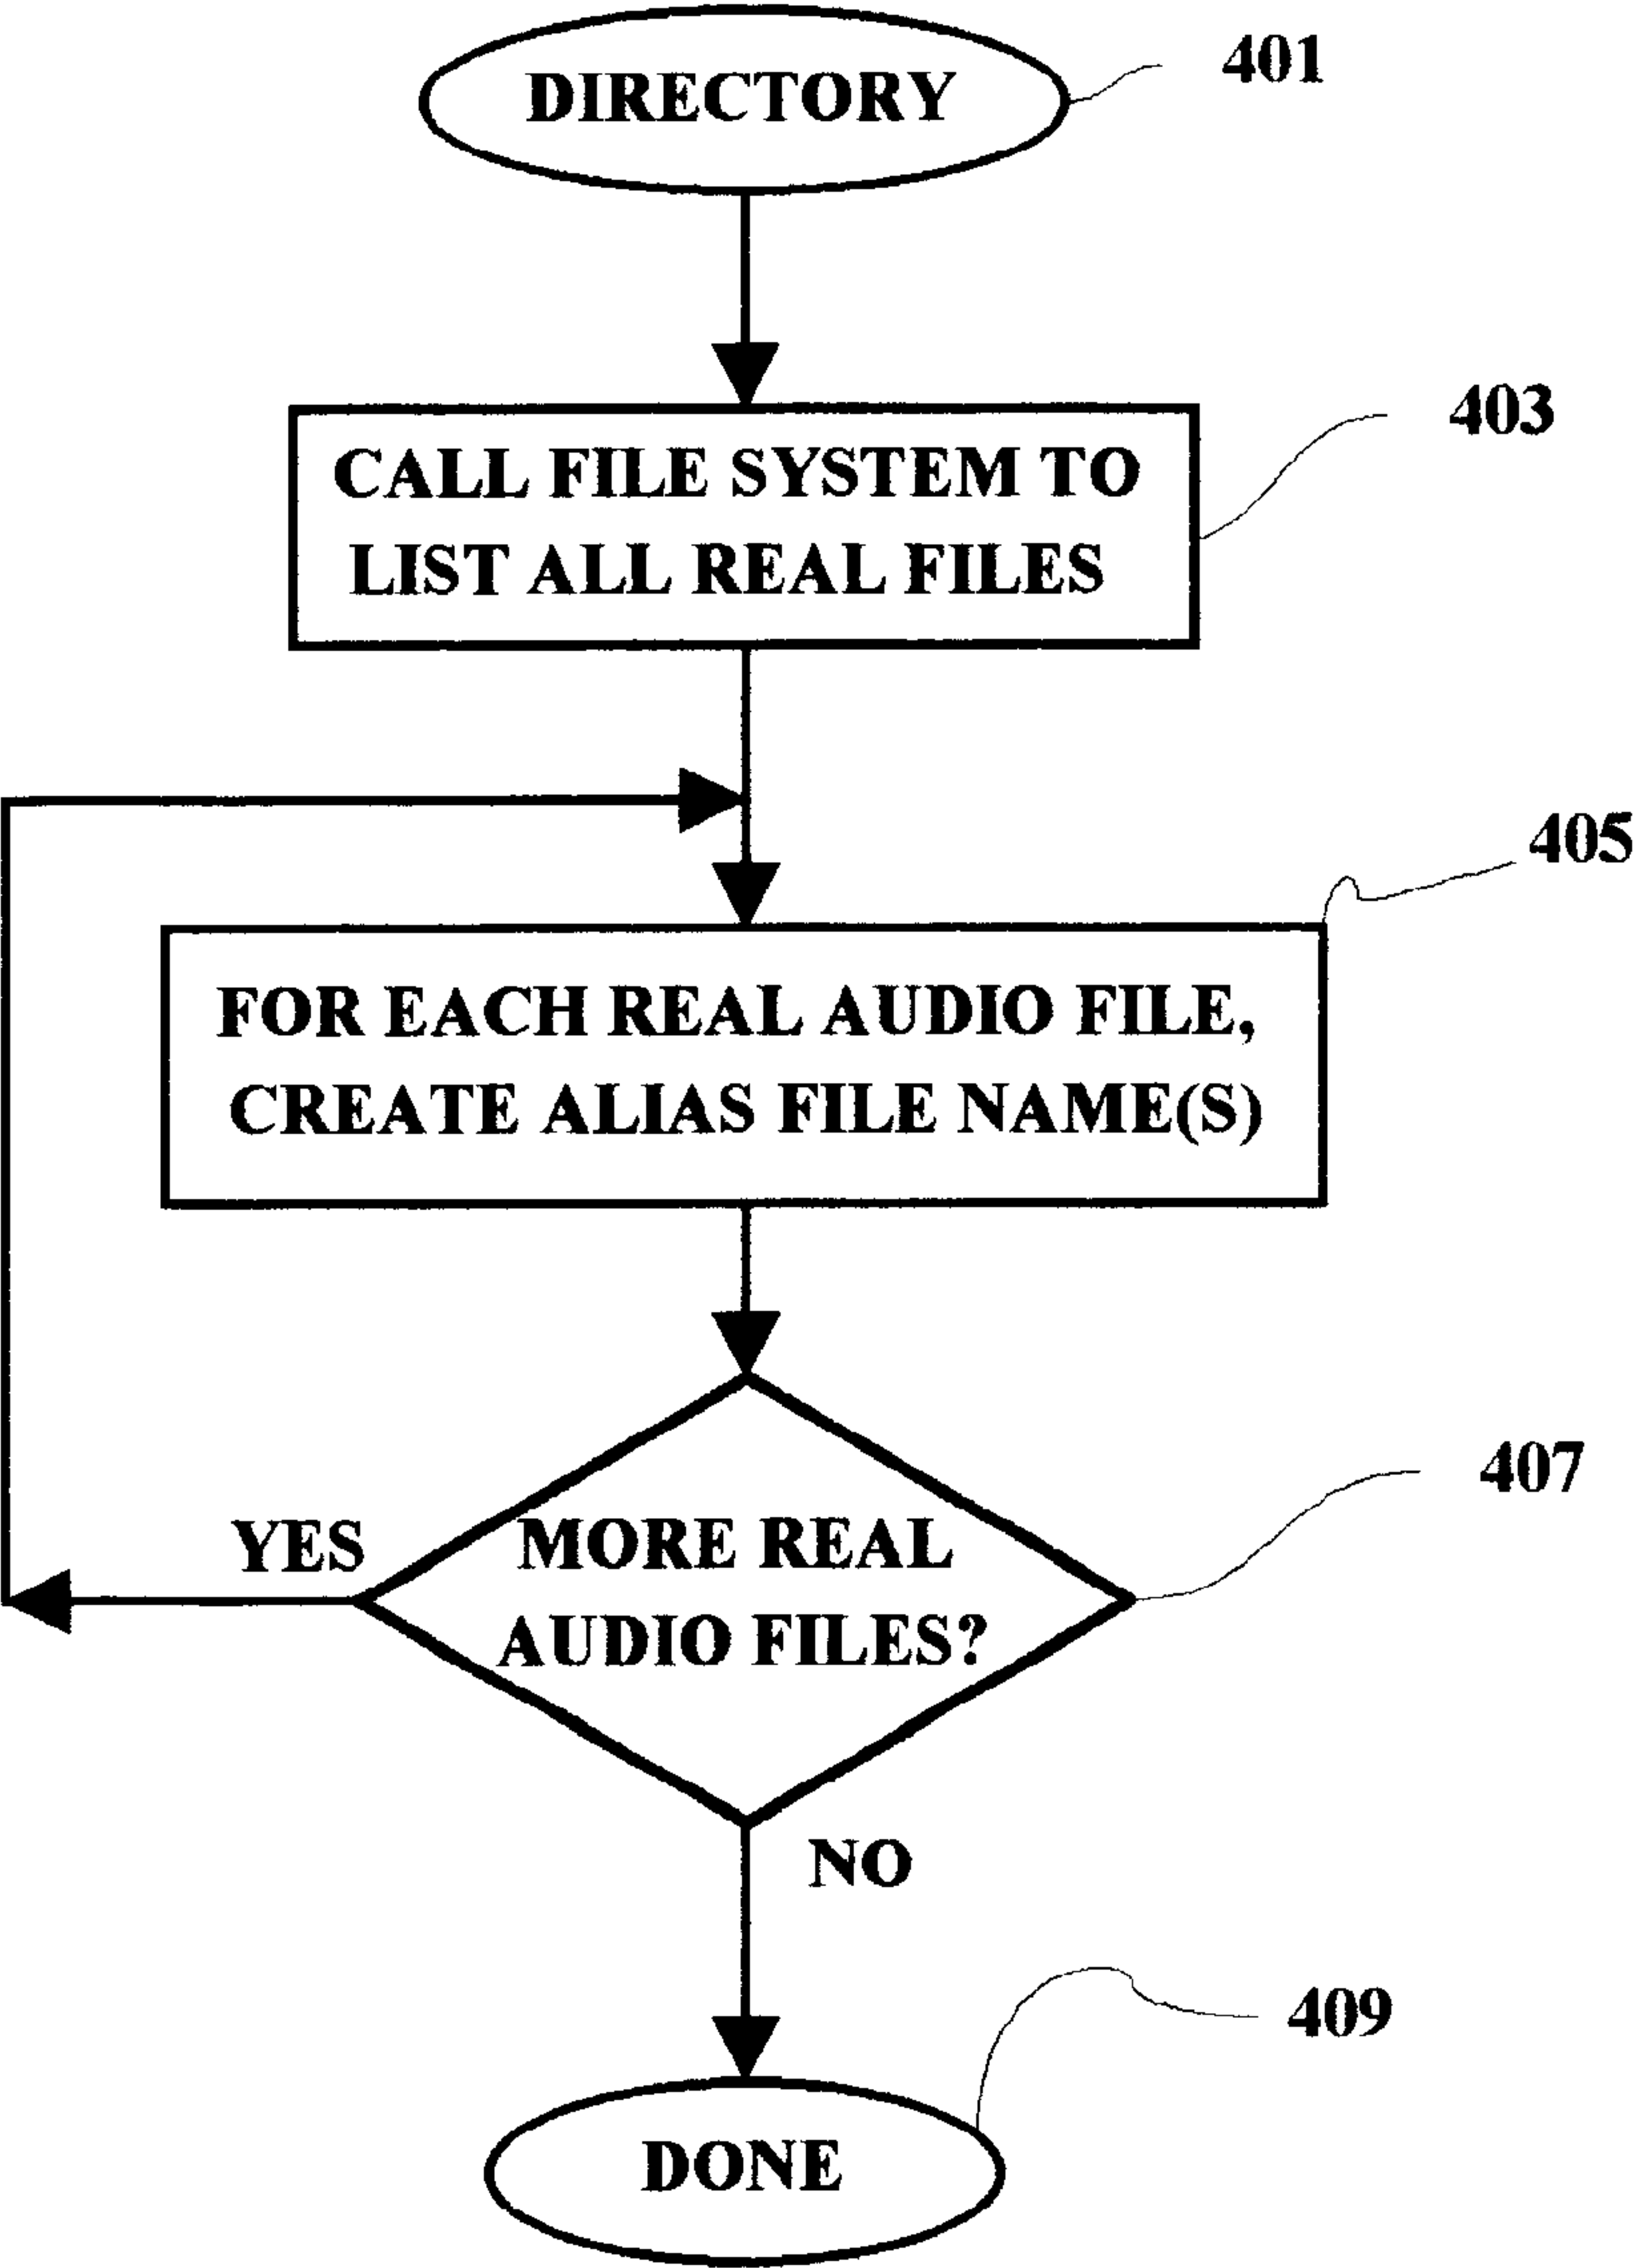 DIRECTORY
401
CALL FILE SYSTEM TO
LIST ALL REAL FILES
403
405
FOR EACH REAL AUDIO FILE,
CREATE ALIAS FILE NAME(S)
407
YES
MORE REAL
AUDIO FILES?
NO
409
DONE